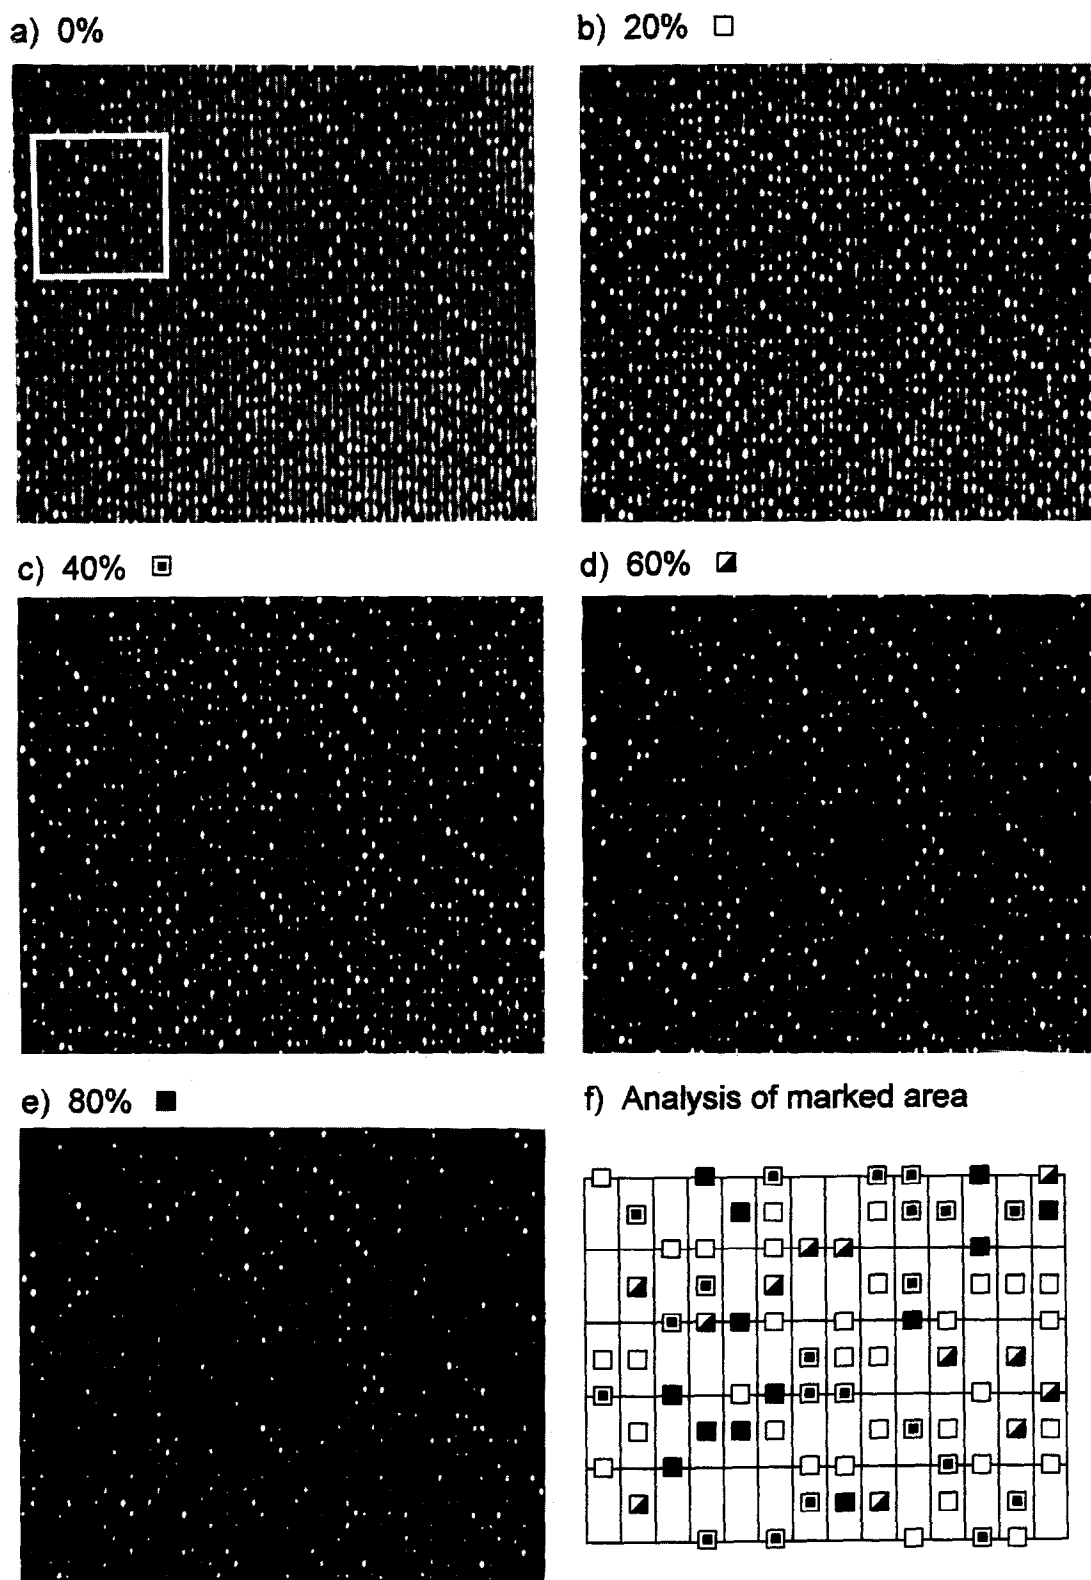 a) 0%
b) 20%
c) 40%
d) 60%
e) 80%
f) Analysis of marked area